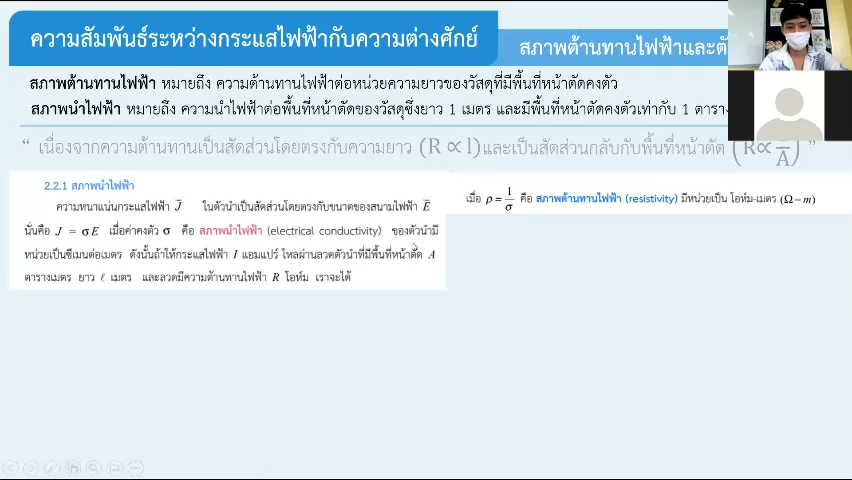 ความสัมพันธ์ระหว่างกระแสไฟฟ้ากับความต่างศักย์
สภาพต้านทานไฟฟ้าและตั
สภาพต้านทานไฟฟ้า หมายถึง ความต้านทานไฟฟ้าต่อหน่วยความยาวของวัสดุที่มีพื้นที่หน้าตัดคงตัว
สภาพนำไฟฟ้า หมายถึง ความนำไฟฟ้าต่อพื้นที่หน้าตัดของวัสดุซึ่งยาว 1 เมตร และมีพื้นที่หน้าตัดคงตัวเท่ากับ 1 ตาราง
“ เนื่องจากความต้านทานเป็นสัดส่วนโดยตรงกับความยาว (R ∝ l)และเป็นสัดส่วนกลับกับพื้นที่หน้าตัด (R∝ 1/A) ”
2.2.1 สภาพนำไฟฟ้า
ความหนาแน่นกระแสไฟฟ้า J ในตัวนำเป็นสัดส่วนโดยตรงกับขนาดของสนามไฟฟ้า E
นั่นคือ J = σE เมื่อค่าคงตัว σ คือ สภาพนำไฟฟ้า (electrical conductivity) ของตัวนำมี
หน่วยเป็นซีเมนต่อเมตร ดังนั้นถ้าให้กระแสไฟฟ้า I แอมแปร์ ไหลผ่านลวดตัวนำที่มีพื้นที่หน้าตัด A
ตารางเมตร ยาว ℓ เมตร และลวดมีความต้านทานไฟฟ้า R โอห์ม เราจะได้
เมื่อ ρ = 1/σ คือ สภาพต้านทานไฟฟ้า (resistivity) มีหน่วยเป็น โอห์ม-เมตร (Ω − m)